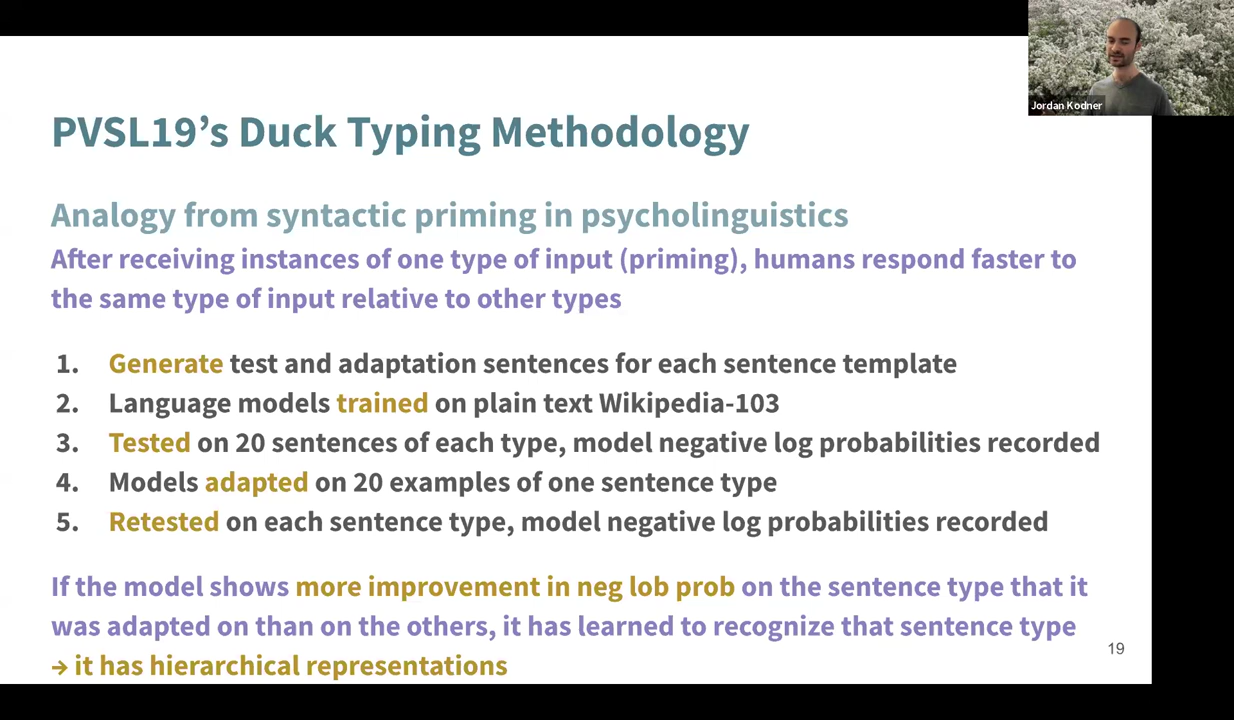 Jordan Kodner
PVSL19’s Duck Typing Methodology
Analogy from syntactic priming in psycholinguistics
After receiving instances of one type of input (priming), humans respond faster to
the same type of input relative to other types
1. Generate test and adaptation sentences for each sentence template
2. Language models trained on plain text Wikipedia-103
3. Tested on 20 sentences of each type, model negative log probabilities recorded
4. Models adapted on 20 examples of one sentence type
5. Retested on each sentence type, model negative log probabilities recorded
If the model shows more improvement in neg lob prob on the sentence type that it
was adapted on than on the others, it has learned to recognize that sentence type
→ it has hierarchical representations
19